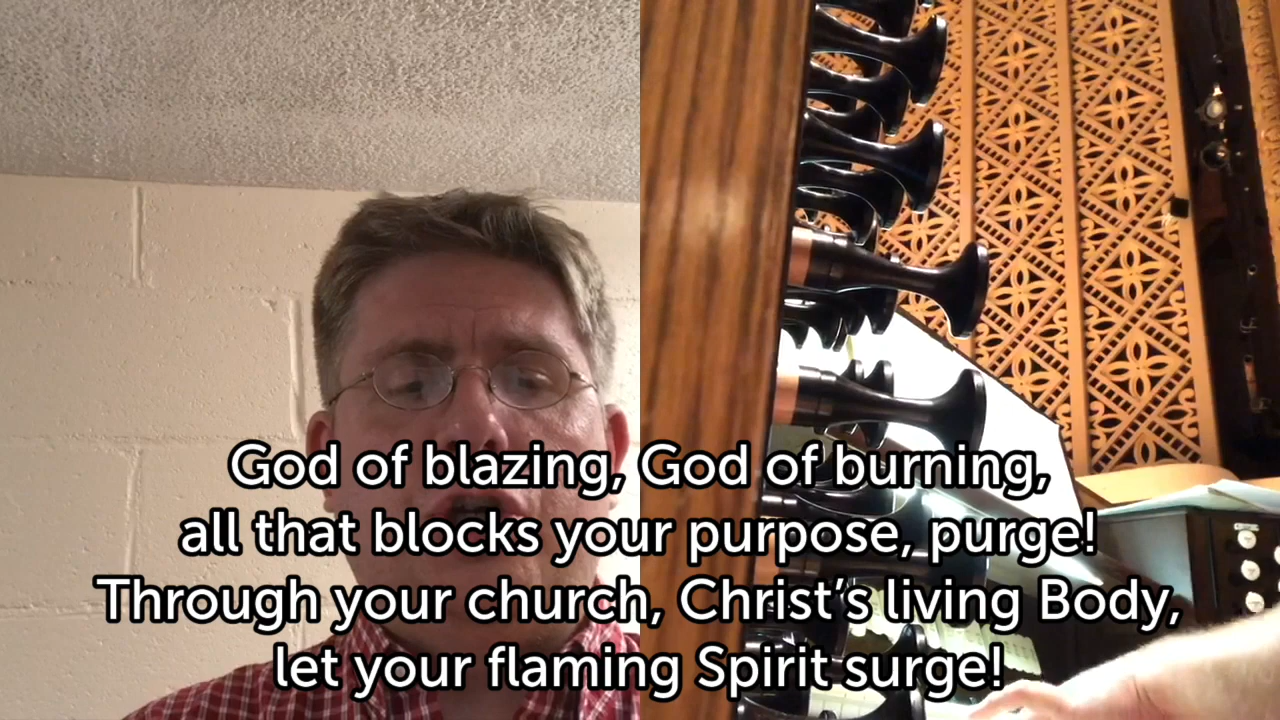 God of blazing, God of burning,
all that blocks your purpose, purge!
Through your church, Christ's living Body,
let your flaming Spirit surge!